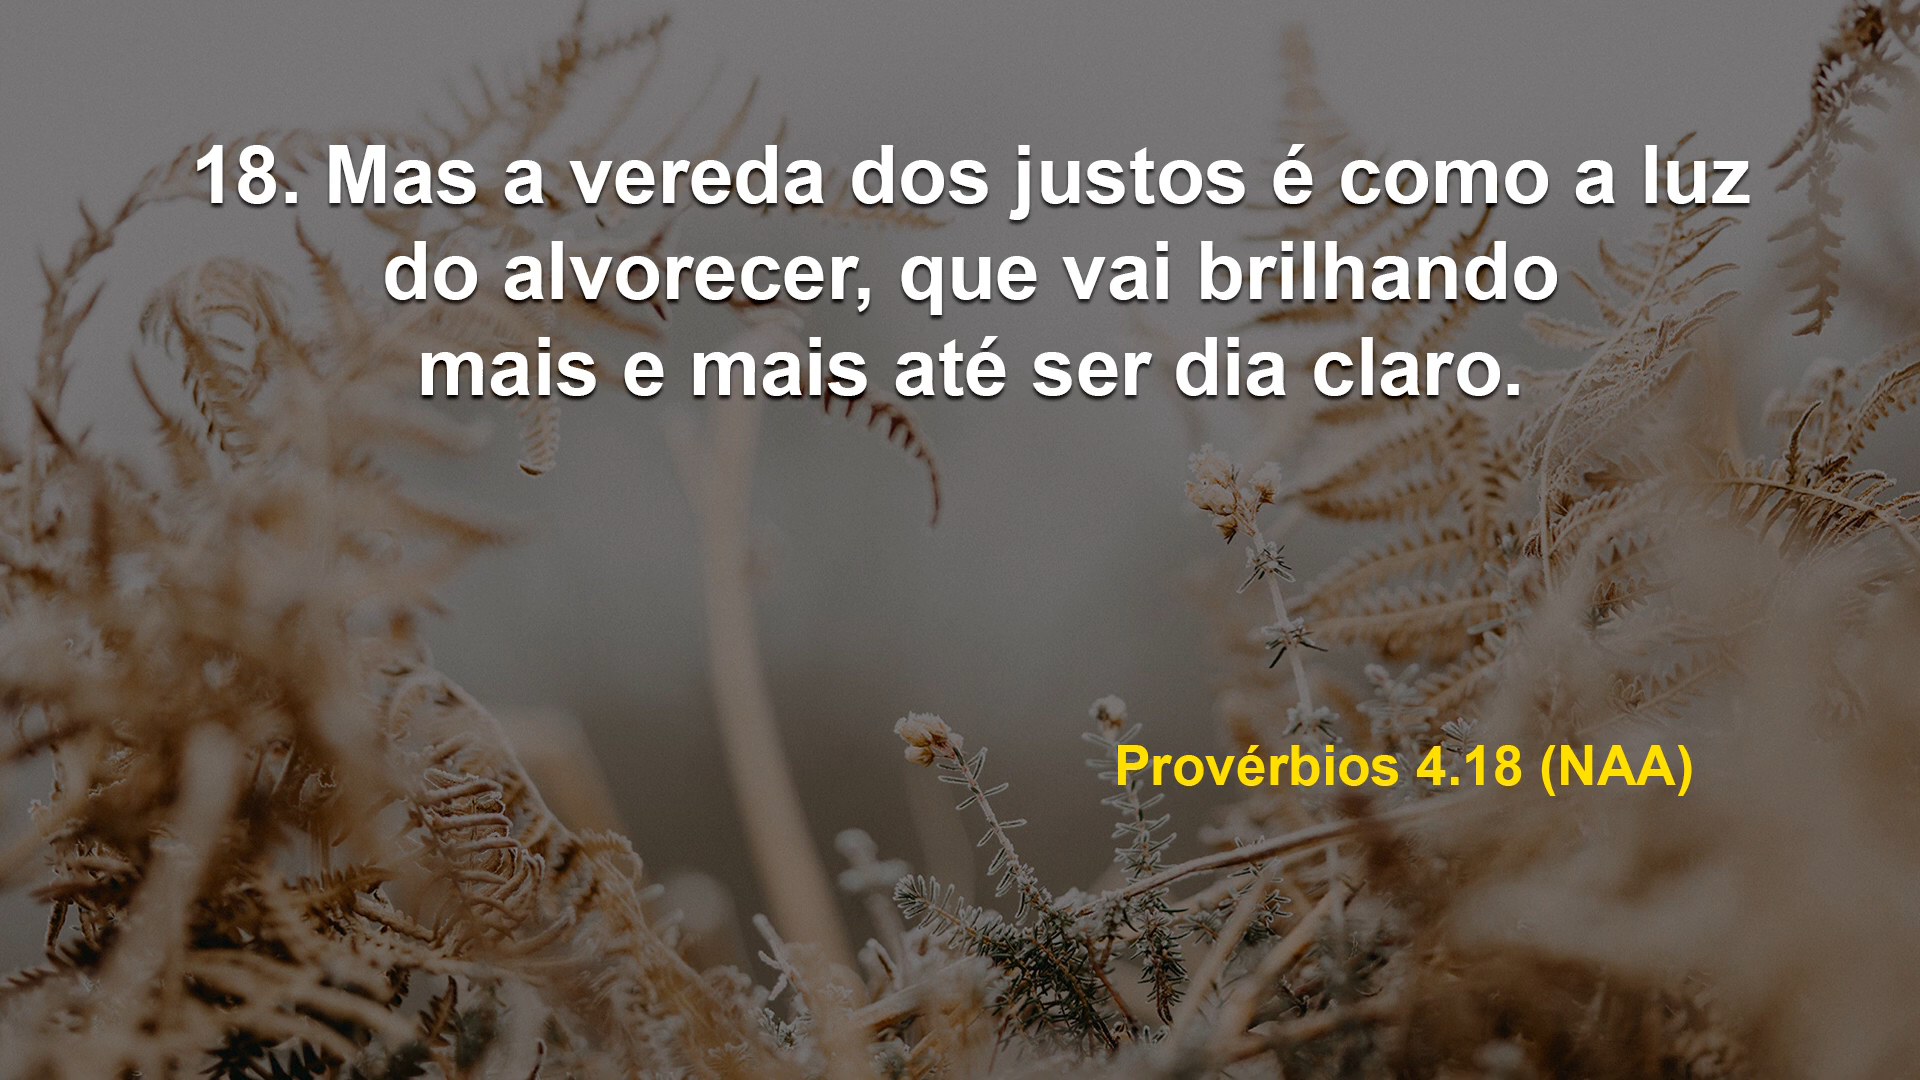 18. Mas a vereda dos justos é como a luz
do alvorecer, que vai brilhando
mais e mais até ser dia claro.
Provérbios 4.18 (NAA)